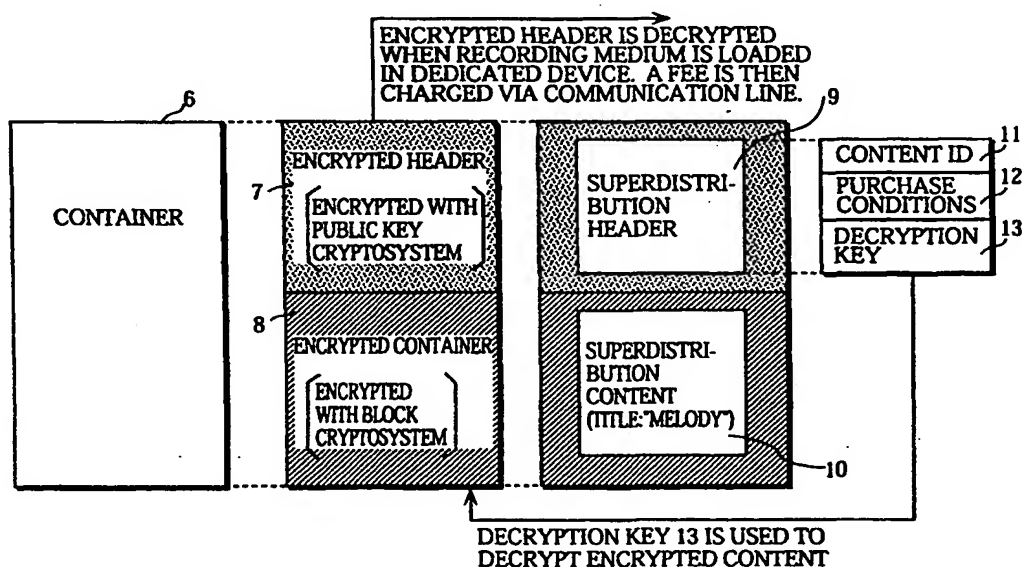 ENCRYPTED HEADER IS DECRYPTED
WHEN RECORDING MEDIUM IS LOADED
IN DEDICATED DEVICE. A FEE IS THEN
CHARGED VIA COMMUNICATION LINE.
6
CONTAINER
7
ENCRYPTED HEADER
ENCRYPTED WITH
PUBLIC KEY
CRYPTOSYSTEM
8
ENCRYPTED CONTAINER
ENCRYPTED
WITH BLOCK
CRYPTOSYSTEM
9
SUPERDISTRI-
BUTION
HEADER
SUPERDISTRI-
BUTION
CONTENT
(TITLE:"MELODY")
10
CONTENT ID
11
PURCHASE
CONDITIONS
12
DECRYPTION
KEY
13
DECRYPTION KEY 13 IS USED TO
DECRYPT ENCRYPTED CONTENT